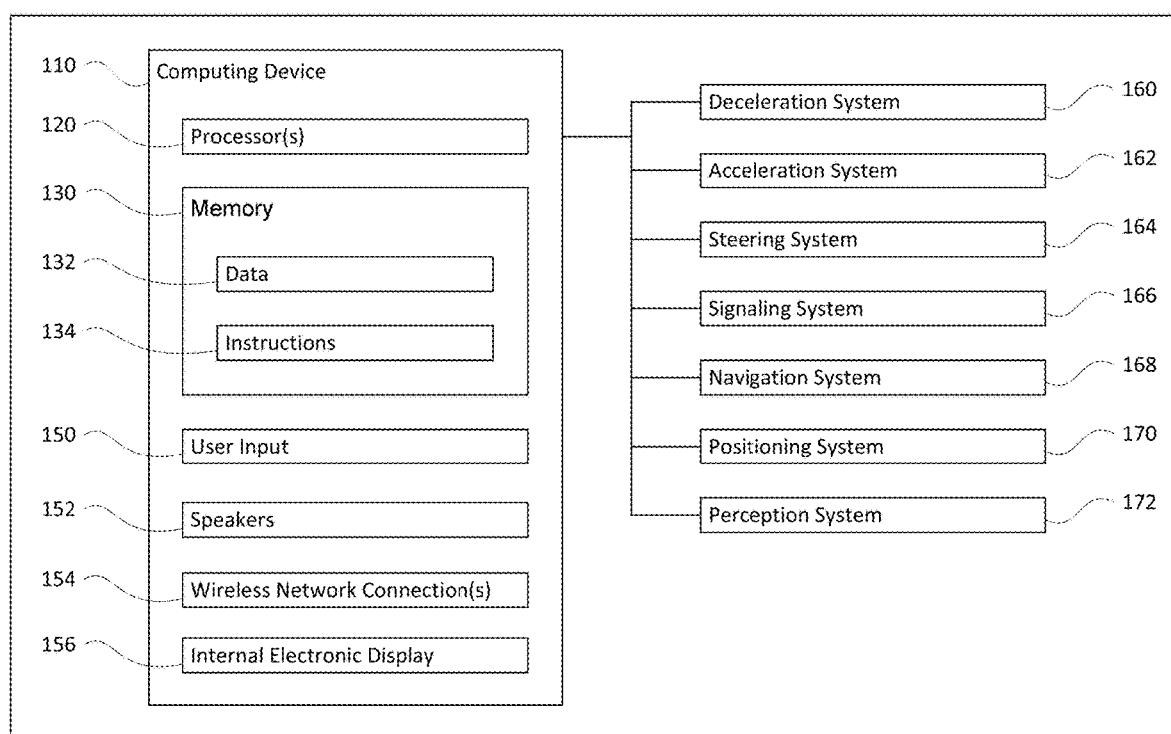 110 Computing Device
120 Processor(s)
130 Memory
132 Data
134 Instructions
150 User Input
152 Speakers
154 Wireless Network Connection(s)
156 Internal Electronic Display
Deceleration System 160
Acceleration System 162
Steering System 164
Signaling System 166
Navigation System 168
Positioning System 170
Perception System 172